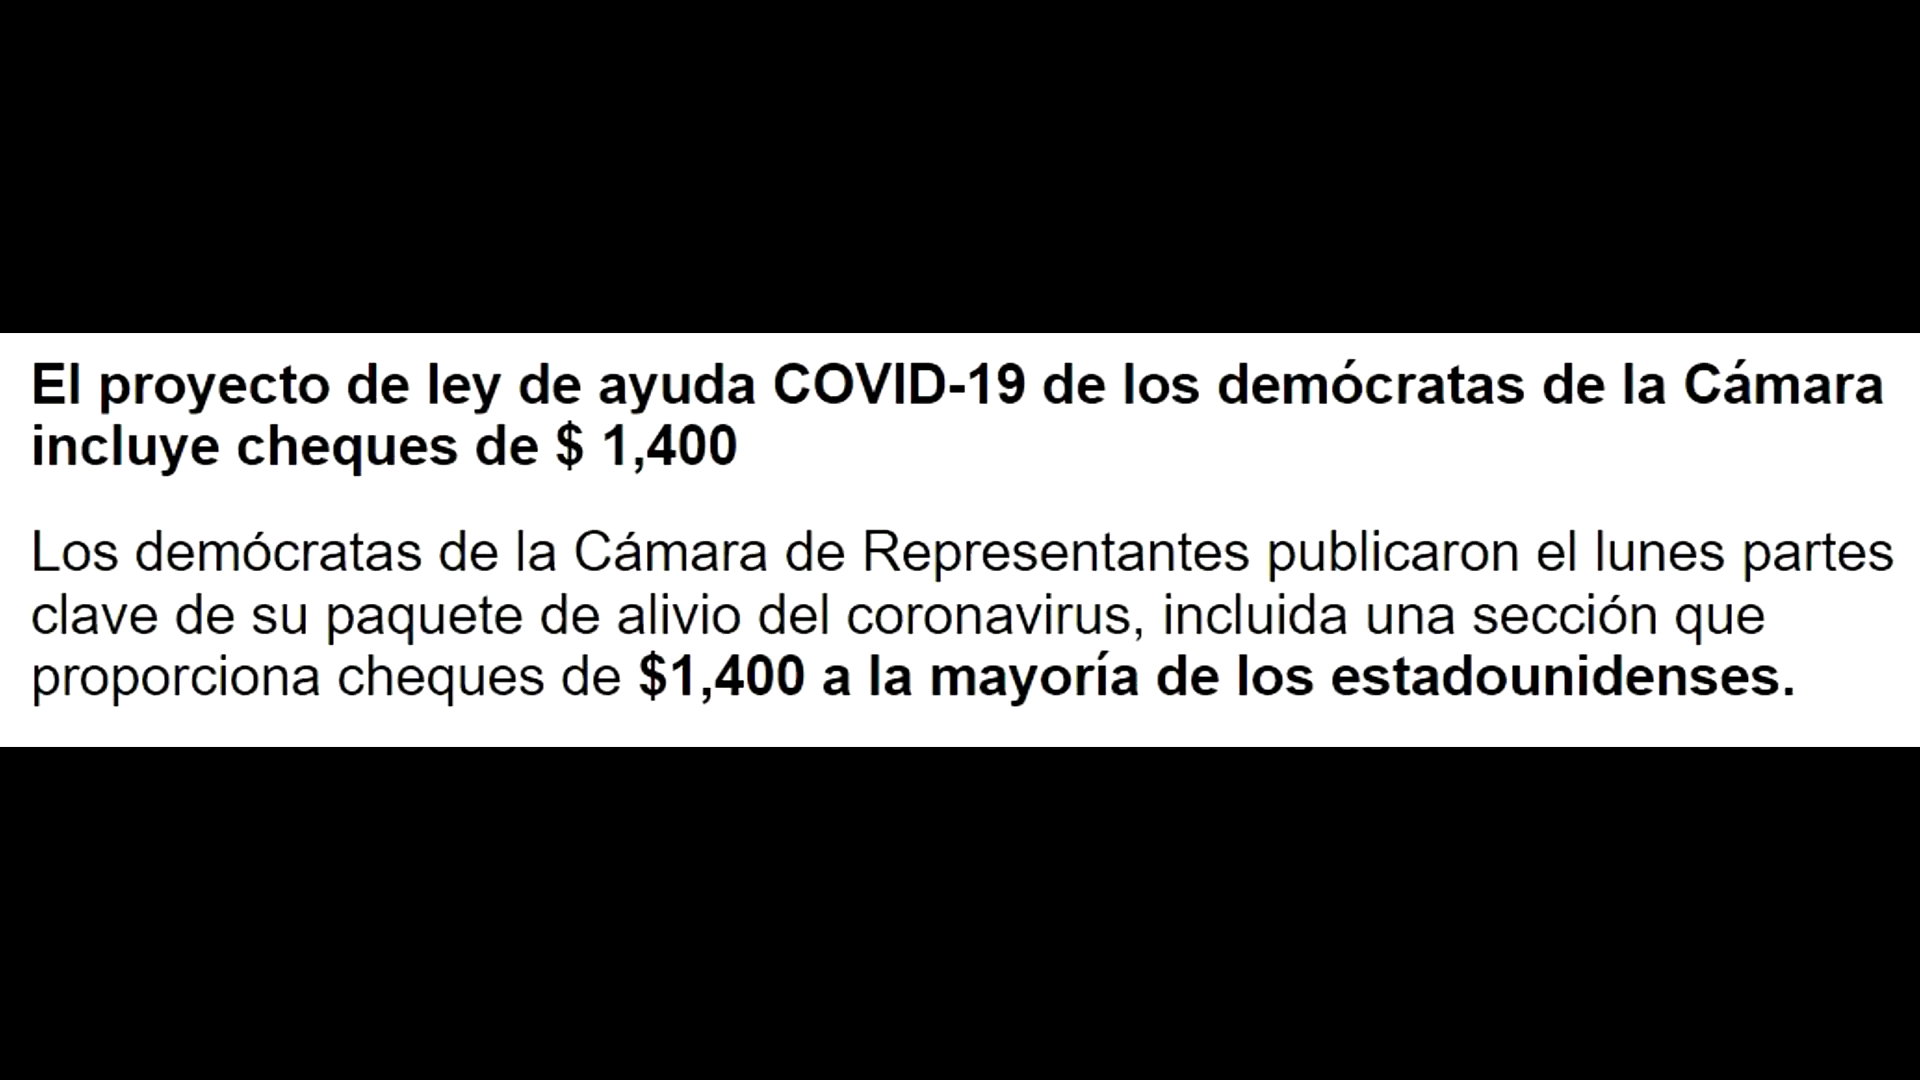 El proyecto de ley de ayuda COVID-19 de los demócratas de la Cámara
incluye cheques de $ 1,400
Los demócratas de la Cámara de Representantes publicaron el lunes partes
clave de su paquete de alivio del coronavirus, incluida una sección que
proporciona cheques de $1,400 a la mayoría de los estadounidenses.